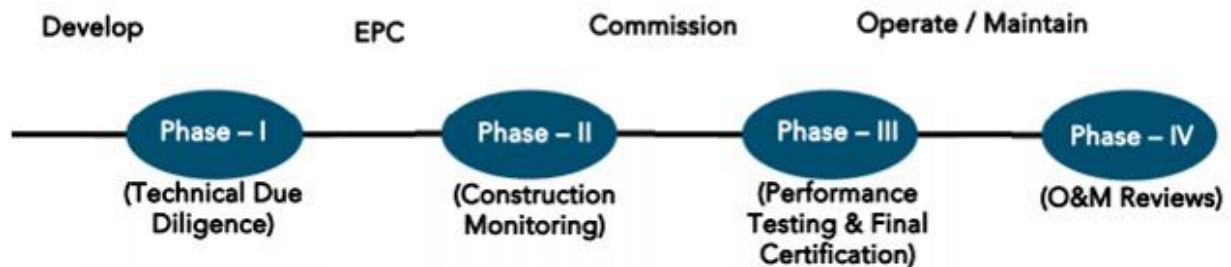 Develop
EPC
Commission
Operate / Maintain
Phase – I
Phase – II
Phase – III
Phase – IV
(Technical Due
Diligence)
(Construction
Monitoring)
(Performance
Testing & Final
Certification)
(O&M Reviews)